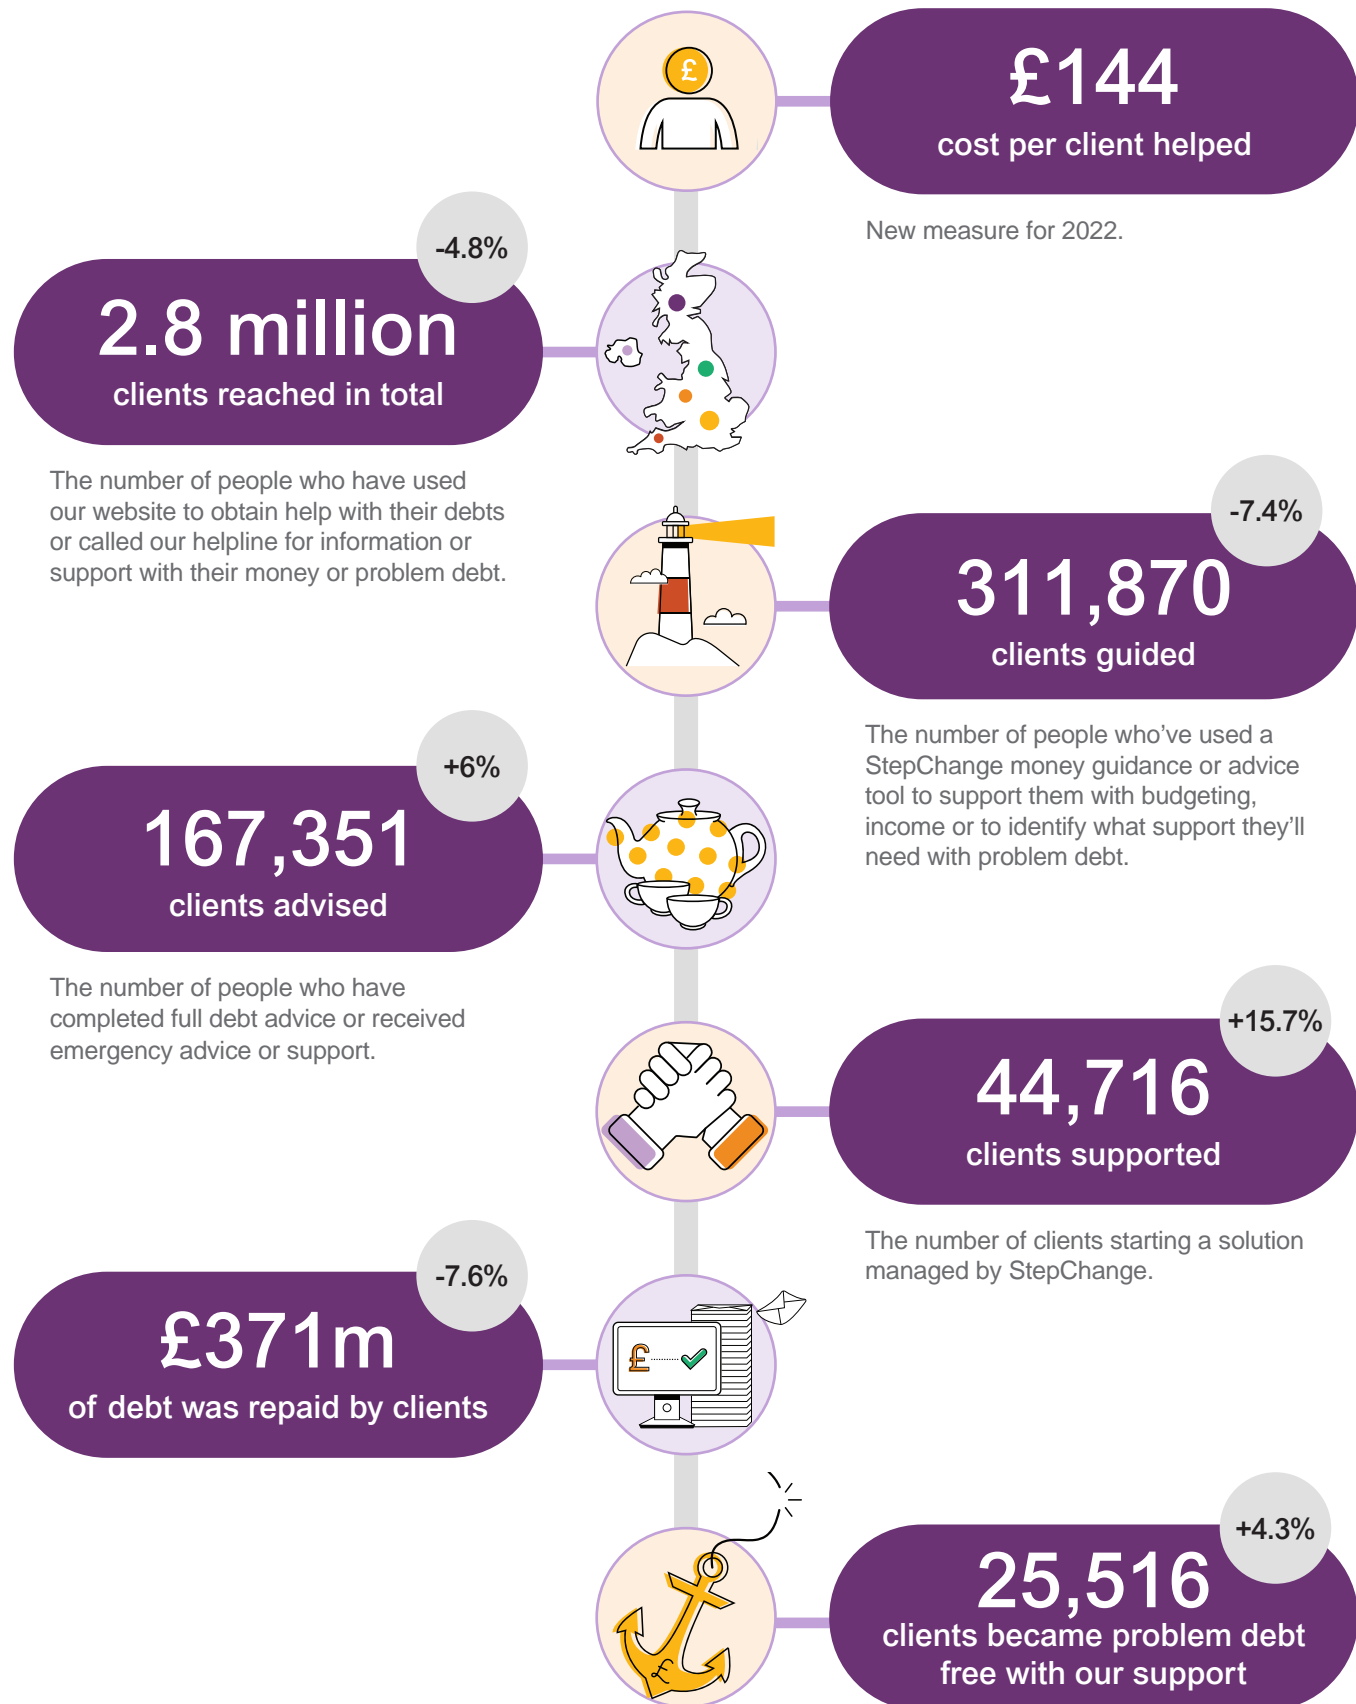 £
£144
cost per client helped
New measure for 2022.
-4.8%
2.8 million
clients reached in total
The number of people who have used
our website to obtain help with their debts
or called our helpline for information or
support with their money or problem debt.
-7.4%
311,870
clients guided
The number of people who’ve used a
StepChange money guidance or advice
tool to support them with budgeting,
income or to identify what support they’ll
need with problem debt.
+6%
167,351
clients advised
The number of people who have
completed full debt advice or received
emergency advice or support.
+15.7%
44,716
clients supported
The number of clients starting a solution
managed by StepChange.
-7.6%
£371m
of debt was repaid by clients
£
+4.3%
25,516
clients became problem debt
free with our support
£